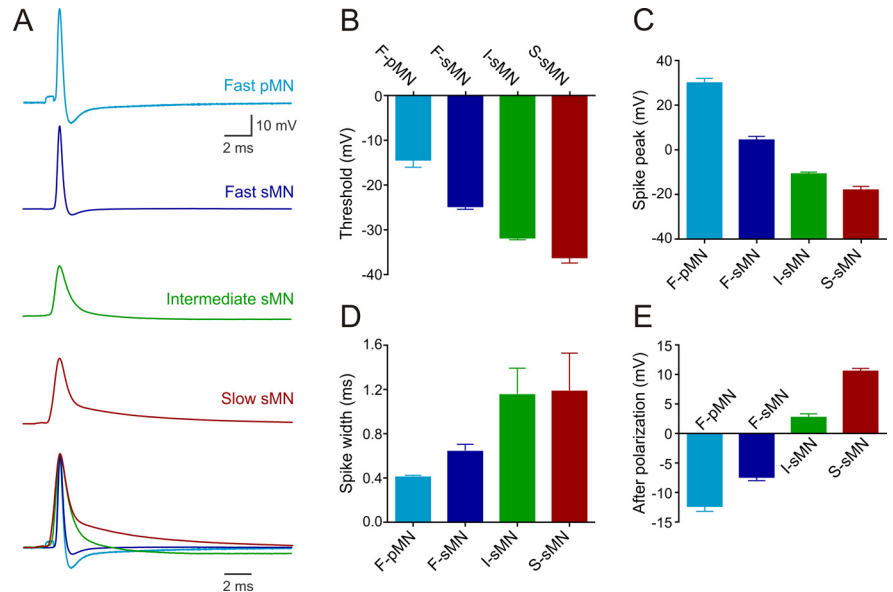 A
Fast pMN
10 mV
2 ms
Fast sMN
Intermediate sMN
Slow sMN
2 ms
B
F-pMN
F-sMN
I-sMN
S-sMN
0
-10
-20
-30
-40
Threshold (mV)
C
40
20
0
-20
-40
Spike peak (mV)
F-pMN
F-sMN
I-sMN
S-sMN
D
1.6
1.2
0.8
0.4
0.0
Spike width (ms)
F-pMN
F-sMN
I-sMN
S-sMN
E
15
10
5
0
-5
-10
-15
After polarization (mV)
F-pMN
F-sMN
I-sMN
S-sMN